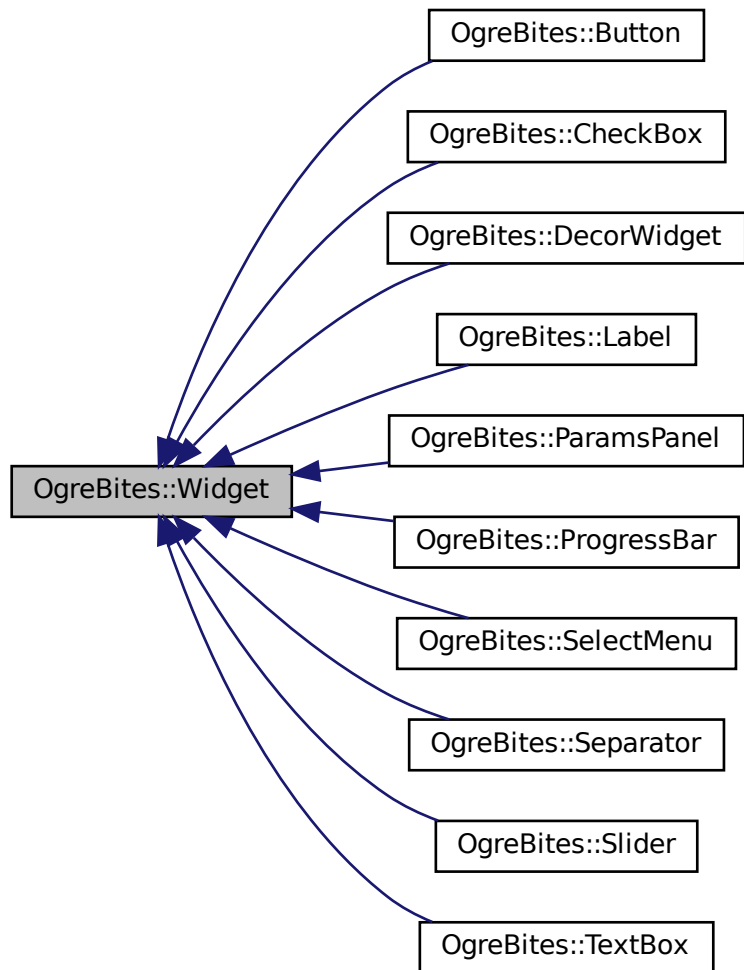 OgreBites::Button
OgreBites::CheckBox
OgreBites::DecorWidget
OgreBites::Label
OgreBites::ParamsPanel
OgreBites::Widget
OgreBites::ProgressBar
OgreBites::SelectMenu
OgreBites::Separator
OgreBites::Slider
OgreBites::TextBox